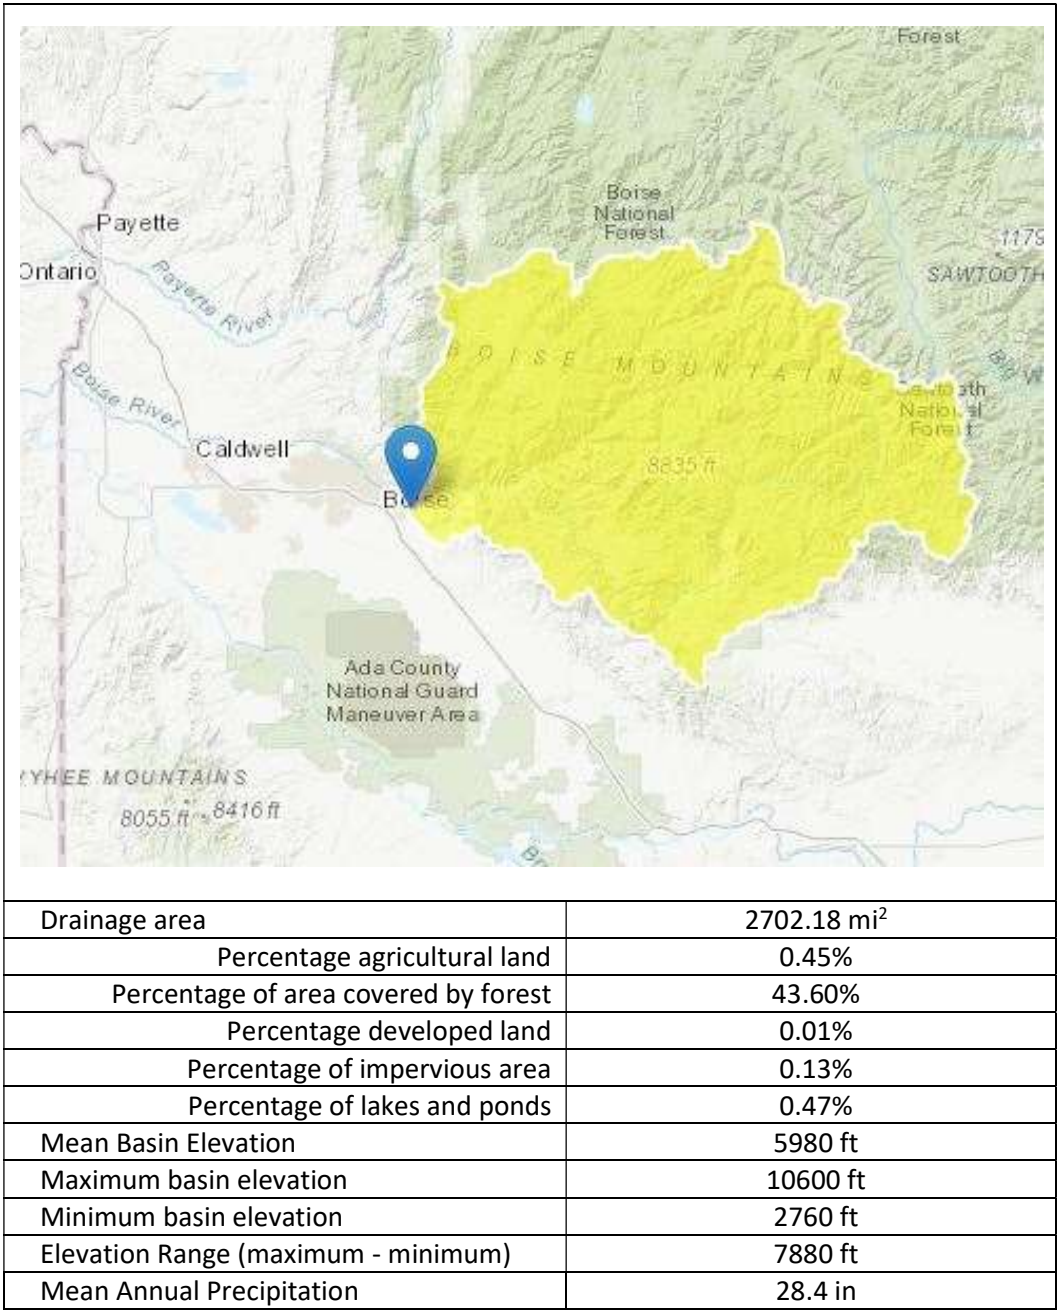 Forest
Boise
National
Forest
Payette
1179
SAWTOOTH
Ontario
Payette River
BOISE MOUNTAINS
Boise River
W
National
Forest
Caldwell
8835 ft
Boise
Ada County
National Guard
Maneuver Area
YHEE MOUNTAINS
8055 ft
8416 ft
Drainage area 2702.18 mi²
Percentage agricultural land 0.45%
Percentage of area covered by forest 43.60%
Percentage developed land 0.01%
Percentage of impervious area 0.13%
Percentage of lakes and ponds 0.47%
Mean Basin Elevation 5980 ft
Maximum basin elevation 10600 ft
Minimum basin elevation 2760 ft
Elevation Range (maximum - minimum) 7880 ft
Mean Annual Precipitation 28.4 in